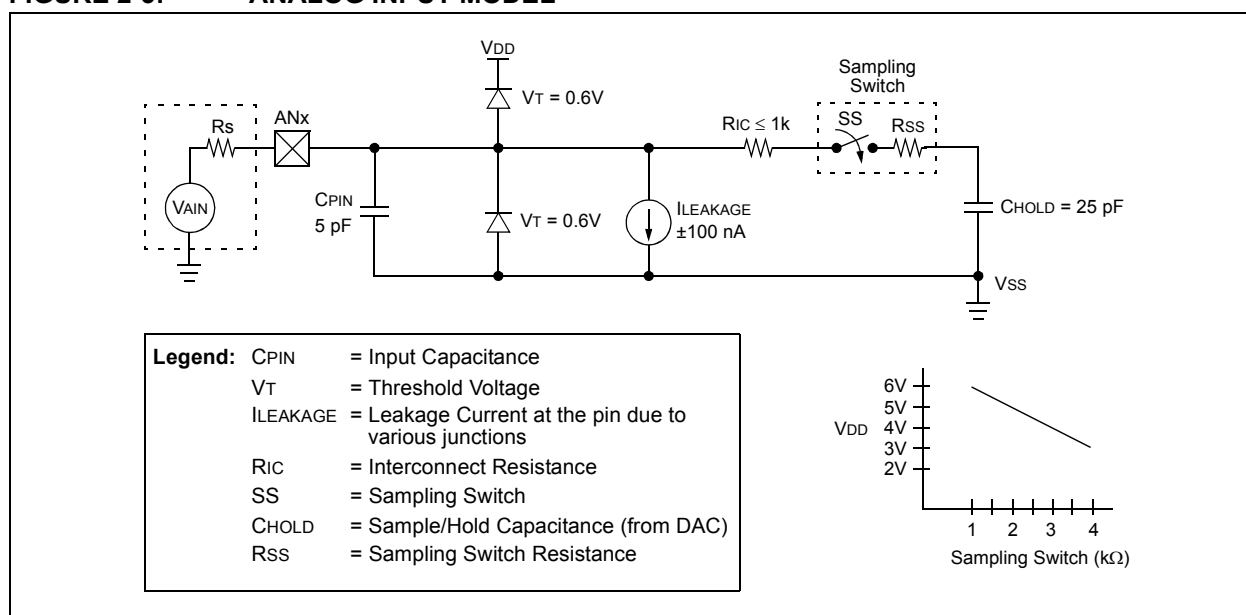 ANALOG INPUT MODEL
VDD
Sampling
Switch
VT = 0.6V
Rs
ANx
RIC ≤ 1k
SS
RSS
VAIN
CPIN
5 pF
VT = 0.6V
ILEAKAGE
±100 nA
CHOLD = 25 pF
VSS
Legend: CPIN = Input Capacitance
VT = Threshold Voltage
ILEAKAGE = Leakage Current at the pin due to
various junctions
RIC = Interconnect Resistance
SS = Sampling Switch
CHOLD = Sample/Hold Capacitance (from DAC)
RSS = Sampling Switch Resistance
6V
5V
VDD 4V
3V
2V
1 2 3 4
Sampling Switch (kΩ)